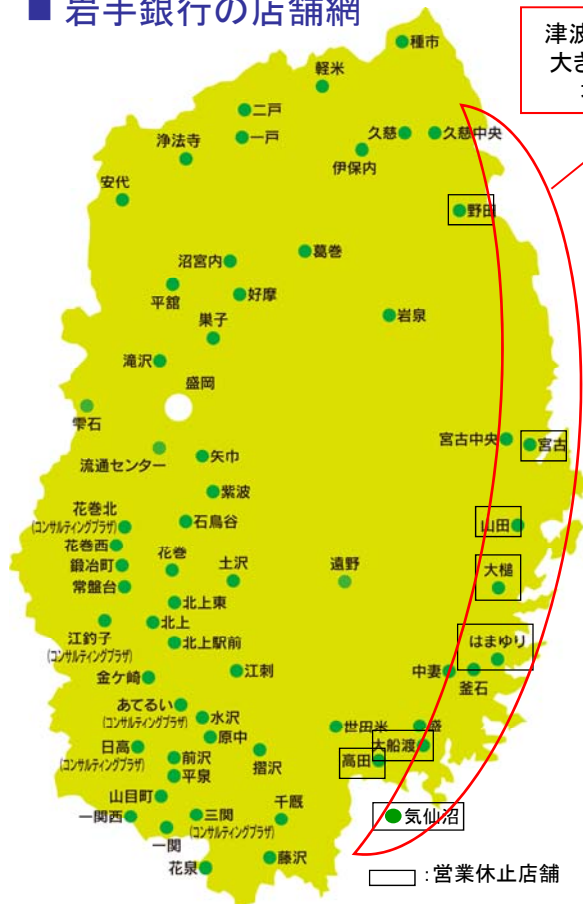 ■ 岩手銀行の店舗網
津波
大き
種市
軽米
二戸
一戸
浄法寺
久慈
久慈中央
伊保内
安代
野田
沼宮内
葛巻
平舘
好摩
岩泉
巣子
滝沢
盛岡
雫石
宮古中央
宮古
流通センター
矢巾
紫波
花巻北
(コンサルティングプラザ)
石鳥谷
山田
花巻西
鍛冶町
花巻
土沢
遠野
大槌
常盤台
北上東
江釣子
(コンサルティングプラザ)
北上
北上駅前
はまゆり
金ケ崎
江刺
中妻
釜石
あてるい
(コンサルティングプラザ)
水沢
世田米
盛
日高
(コンサルティングプラザ)
原中
大船渡
前沢
摺沢
高田
平泉
山目町
一関西
三関
(コンサルティングプラザ)
千厩
気仙沼
一関
花泉
藤沢
:営業休止店舗